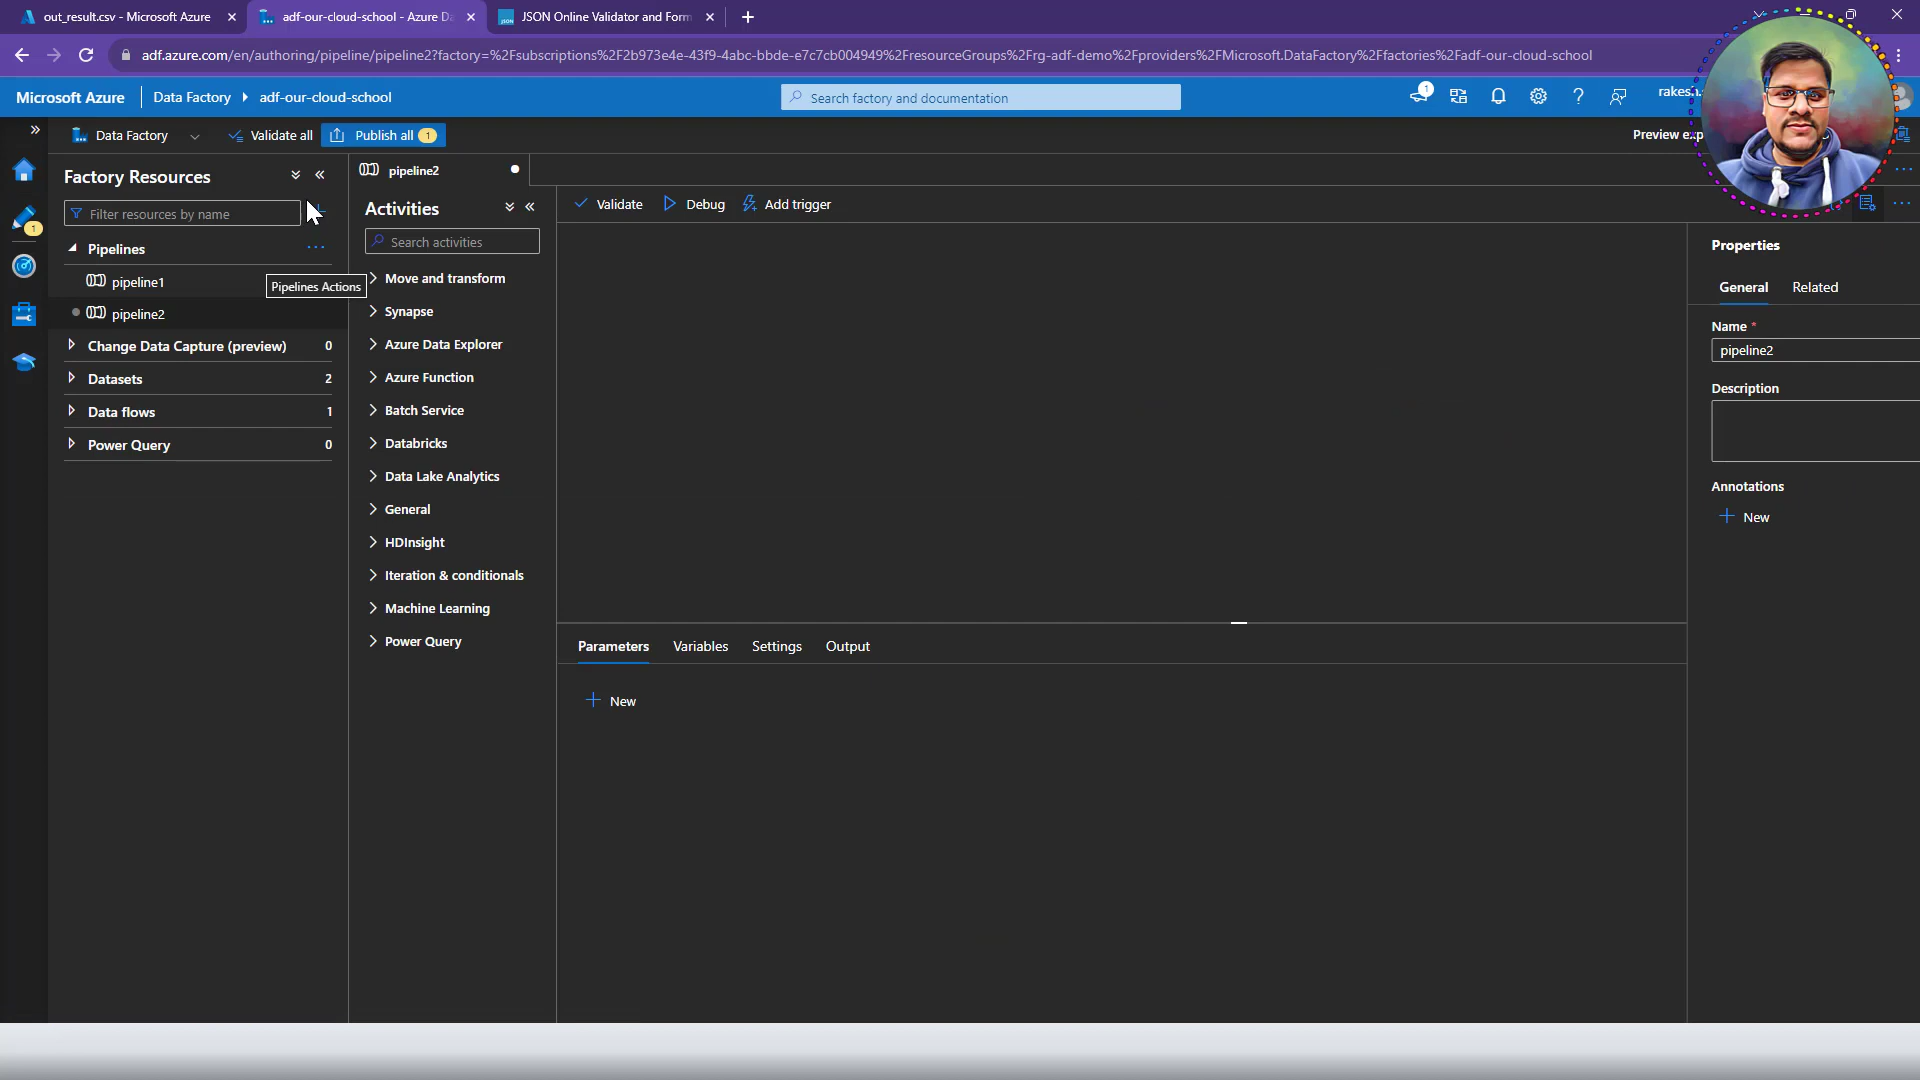 out_result.csv - Microsoft Azure
adf-our-cloud-school - Azure Da
JSON Online Validator and Form
adf.azure.com/en/authoring/pipeline/pipeline2?factory=%2Fsubscriptions%2F2b973e4e-43f9-4abc-bbde-e7c7cb004949%2FresourceGroups%2Frg-adf-demo%2Fproviders%2FMicrosoft.DataFactory%2Ffactories%2Fadf-our-cloud-school
Microsoft Azure
Data Factory
adf-our-cloud-school
Search factory and documentation
1
rakesh.
Data Factory
Validate all
Publish all
1
Preview exp
Factory Resources
Filter resources by name
1
Pipelines
pipeline1
Pipelines Actions
pipeline2
Change Data Capture (preview) 0
Datasets 2
Data flows 1
Power Query 0
pipeline2
Activities
Search activities
Move and transform
Synapse
Azure Data Explorer
Azure Function
Batch Service
Databricks
Data Lake Analytics
General
HDInsight
Iteration & conditionals
Machine Learning
Power Query
Validate
Debug
Add trigger
Parameters
Variables
Settings
Output
New
Properties
General
Related
Name *
pipeline2
Description
Annotations
New